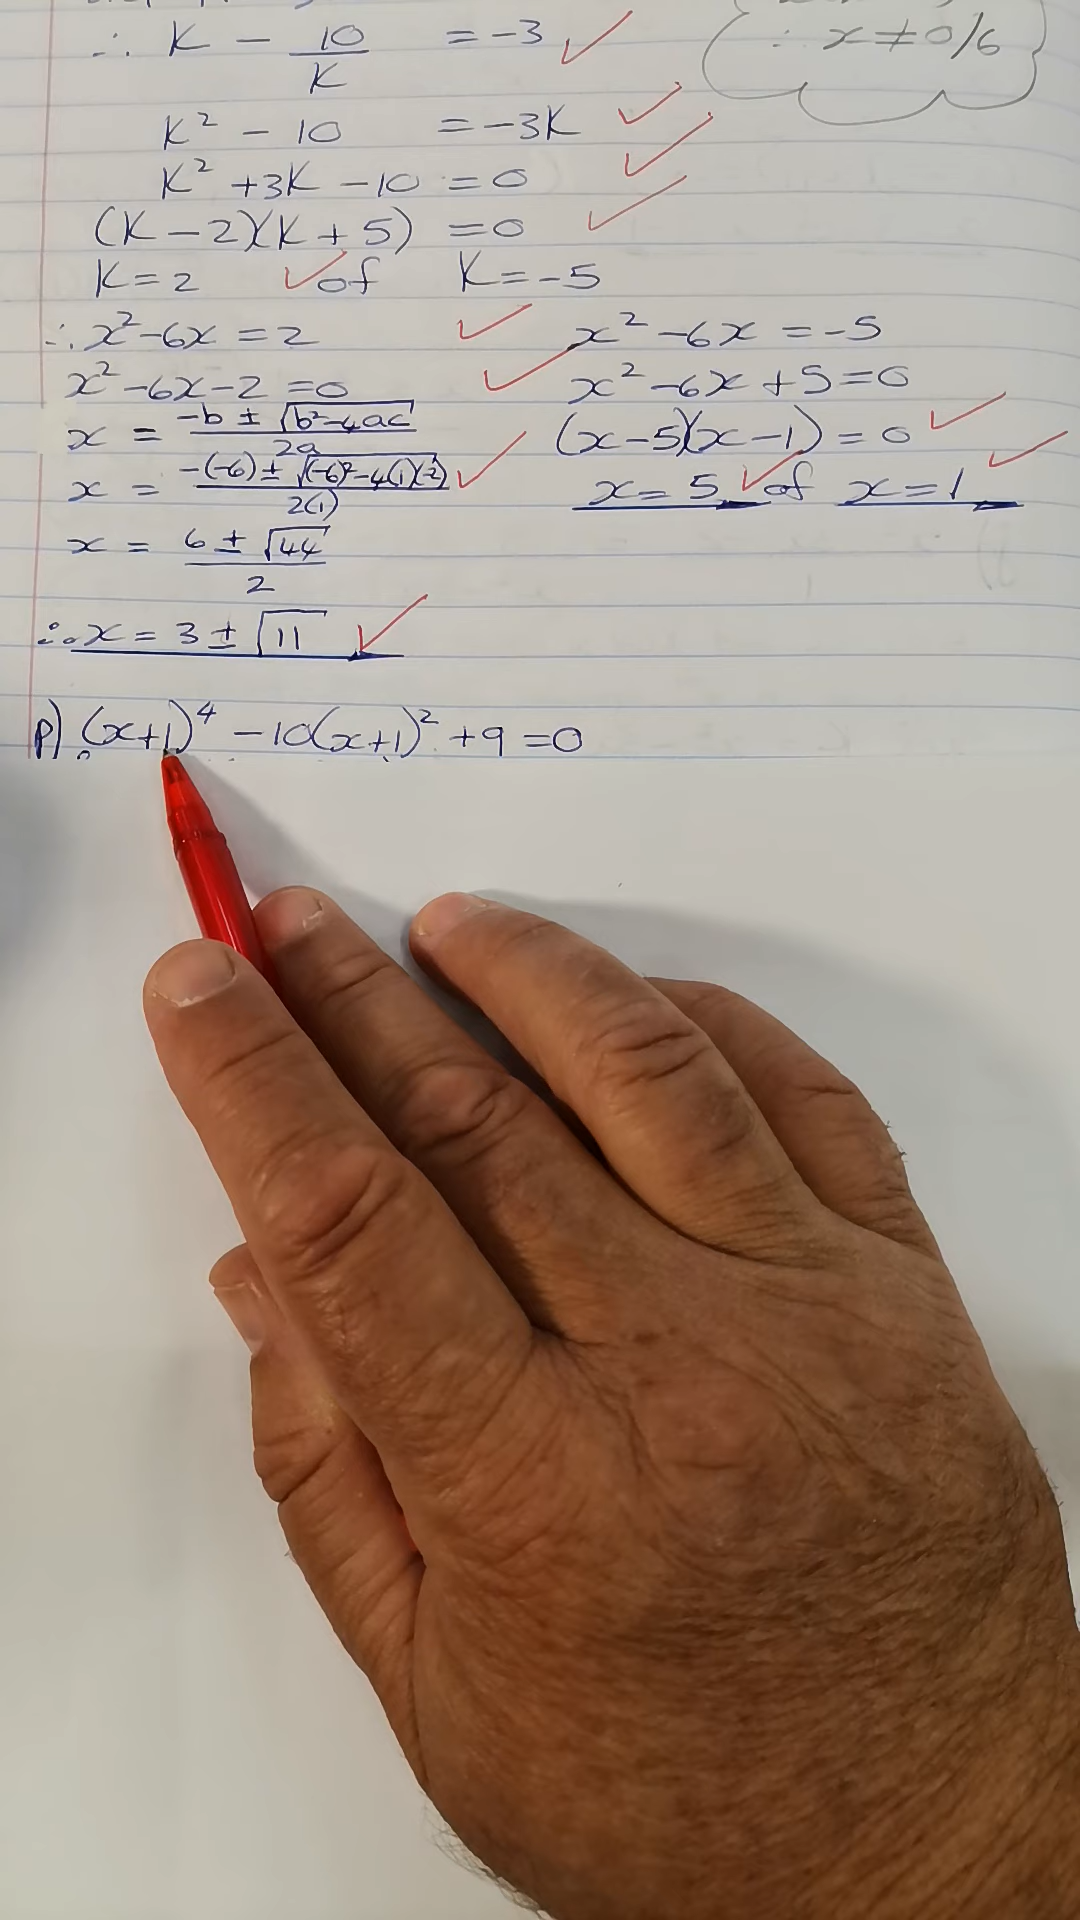 ∴ K - 10/K = -3
∴ x ≠ 0/6
K² - 10 = -3K
K² + 3K - 10 = 0
(K - 2)(K + 5) = 0
K = 2 of K = -5
∴ x² - 6x = 2
x² - 6x - 2 = 0
x = (-b ± √(b² - 4ac))/2a
x = (-(-6) ± √((-6)² - 4(1)(-2)))/2(1)
x = (6 ± √44)/2
∴ x = 3 ± √11
x² - 6x = -5
x² - 6x + 5 = 0
(x - 5)(x - 1) = 0
x = 5 of x = 1
p) (x+1)⁴ - 10(x+1)² + 9 = 0